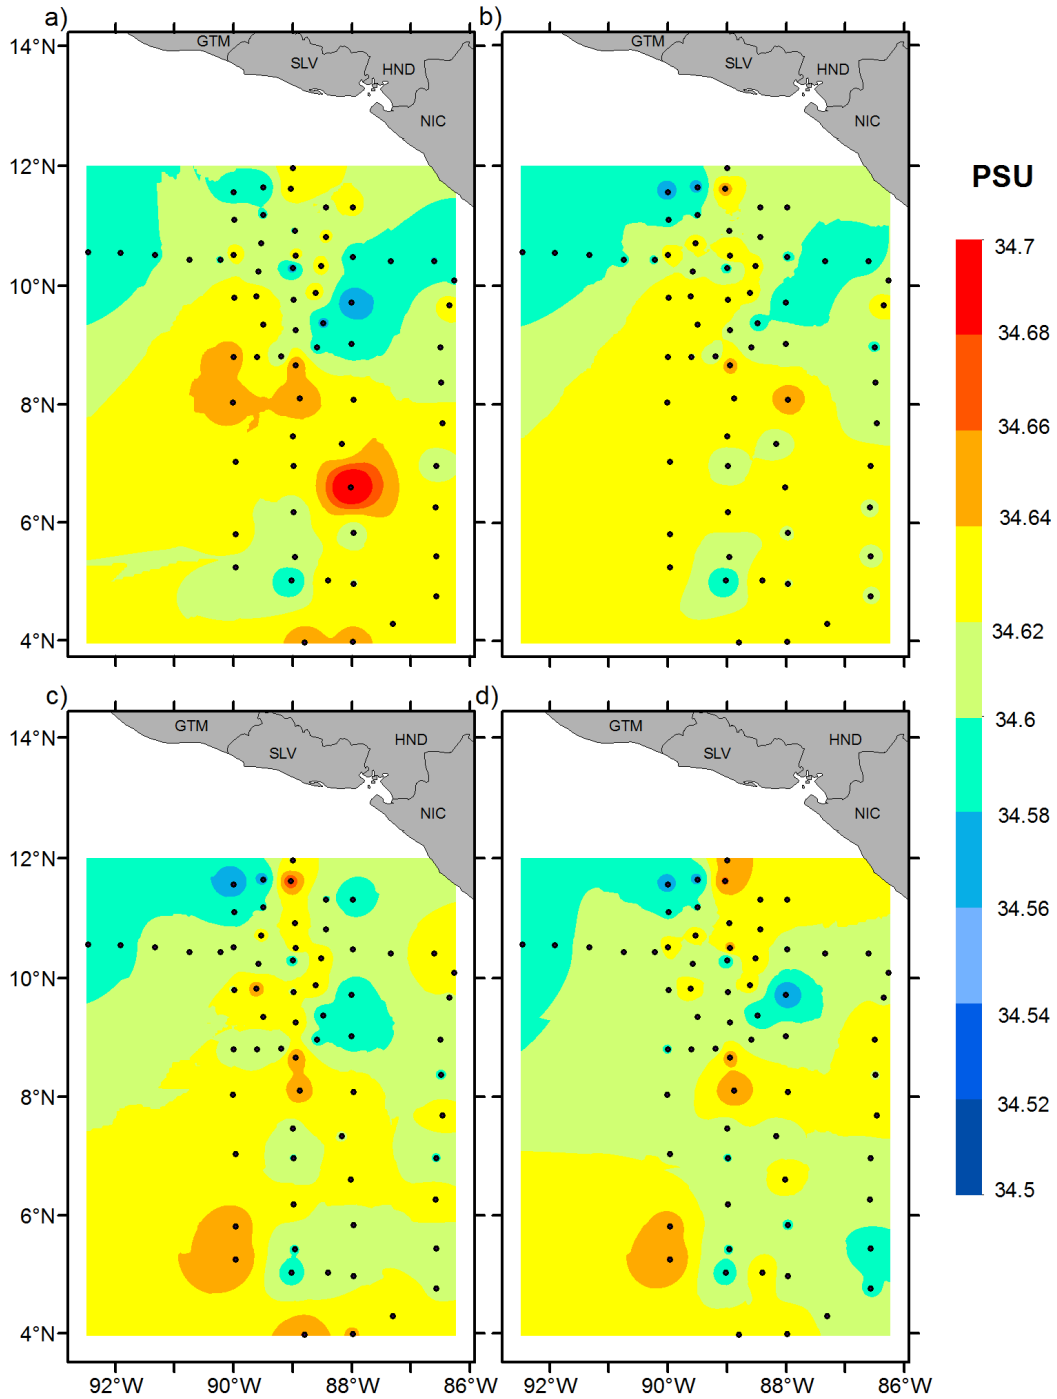 a)
b)
14°N
12°N
10°N
8°N
6°N
4°N
GTM
SLV
HND
NIC
GTM
SLV
HND
NIC
PSU
34.7
34.68
34.66
34.64
34.62
34.6
34.58
34.56
34.54
34.52
34.5
c)
d)
14°N
12°N
10°N
8°N
6°N
4°N
GTM
SLV
HND
NIC
GTM
SLV
HND
NIC
92°W
90°W
88°W
86°W
92°W
90°W
88°W
86°W